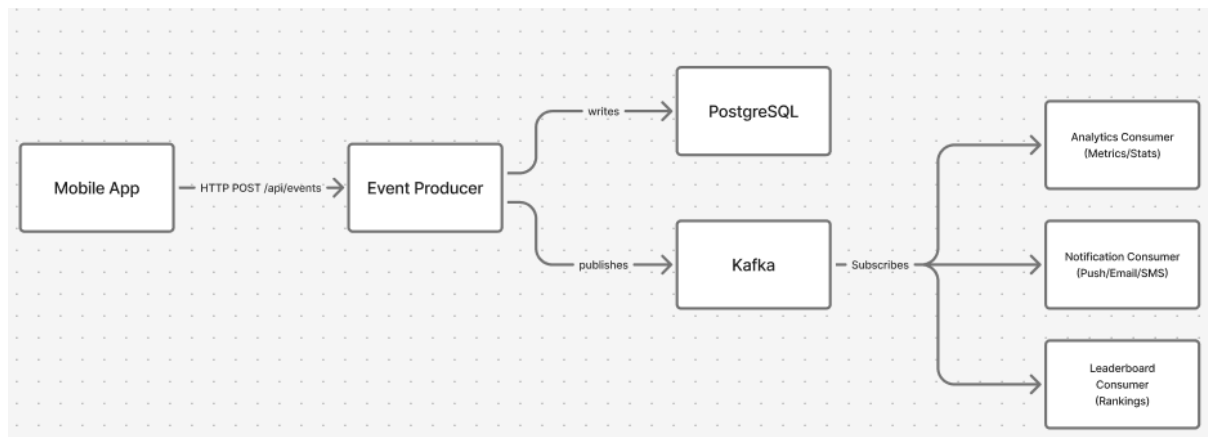 Mobile App
HTTP POST /api/events
Event Producer
writes
PostgreSQL
publishes
Kafka
Subscribes
Analytics Consumer
(Metrics/Stats)
Notification Consumer
(Push/Email/SMS)
Leaderboard
Consumer
(Rankings)